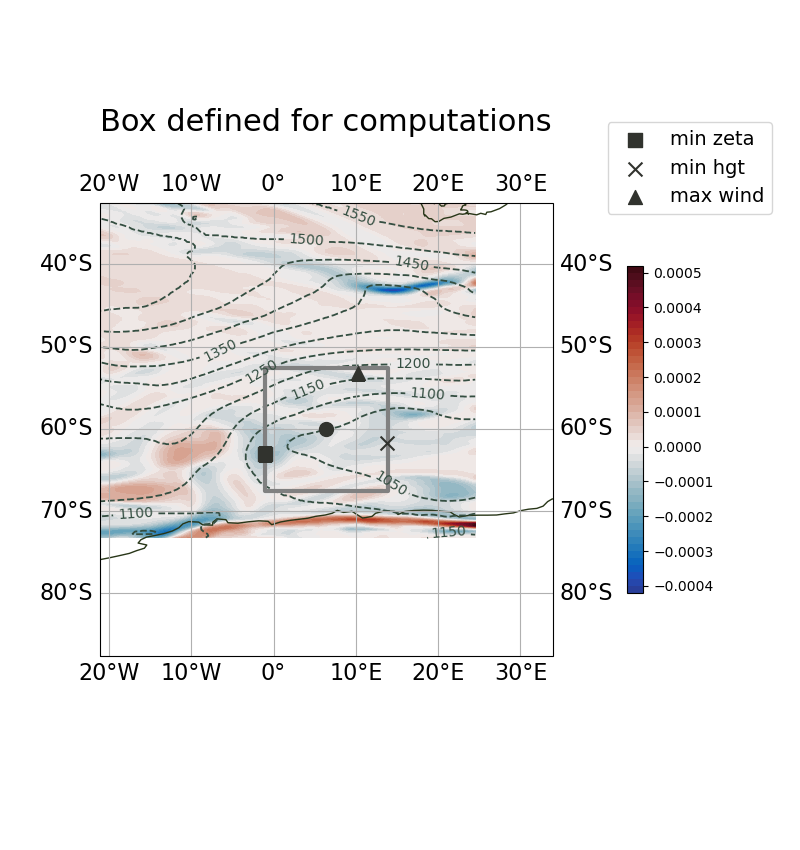 Box defined for computations
min zeta
min hgt
max wind
20°W 10°W 0° 10°E 20°E 30°E
1550
1500
1450
40°S 40°S
1350
1250
1200
50°S 50°S
1150
1100
60°S 60°S
1050
70°S 70°S
1100
1150
80°S 80°S
20°W 10°W 0° 10°E 20°E 30°E
0.0005
0.0004
0.0003
0.0002
0.0001
0.0000
−0.0001
−0.0002
−0.0003
−0.0004